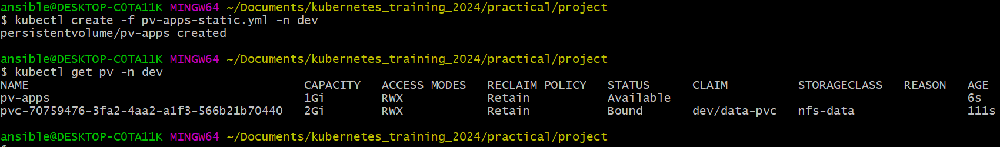 ansible@DESKTOP-COTA11K MINGW64 ~/Documents/kubernetes_training_2024/practical/project
$ kubectl create -f pv-apps-static.yml -n dev
persistentvolume/pv-apps created
ansible@DESKTOP-COTA11K MINGW64 ~/Documents/kubernetes_training_2024/practical/project
$ kubectl get pv -n dev
NAME CAPACITY ACCESS MODES RECLAIM POLICY STATUS CLAIM STORAGECLASS REASON AGE
pv-apps 1Gi RWX Retain Available 6s
pvc-70759476-3fa2-4aa2-a1f3-566b21b70440 2Gi RWX Retain Bound dev/data-pvc nfs-data 111s
ansible@DESKTOP-COTA11K MINGW64 ~/Documents/kubernetes_training_2024/practical/project
$